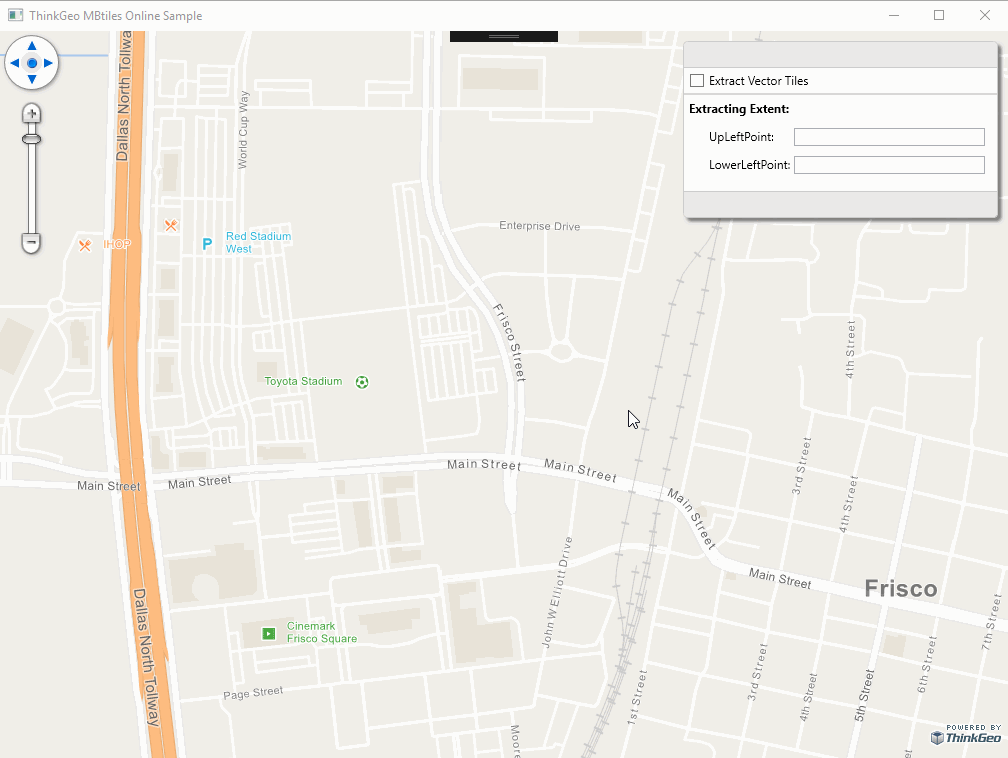 ThinkGeo MBtiles Online Sample
Extract Vector Tiles
Extracting Extent:
UpLeftPoint:
LowerLeftPoint:
Dallas North Tollwa
World Cup Way
IHOP
P
Red Stadium
West
Enterprise Drive
Frisco Street
Toyota Stadium
4th Street
3rd Street
4th Street
Main Street
Main Street
Main Street
Main Street
Main Street
Main Street
Frisco
Dallas North Tollway
John W Elliott Drive
Cinemark
Frisco Square
Page Street
1st Street
3rd Street
4th Street
5th Street
6th Street
7th Street
Moore
POWERED BY
ThinkGeo